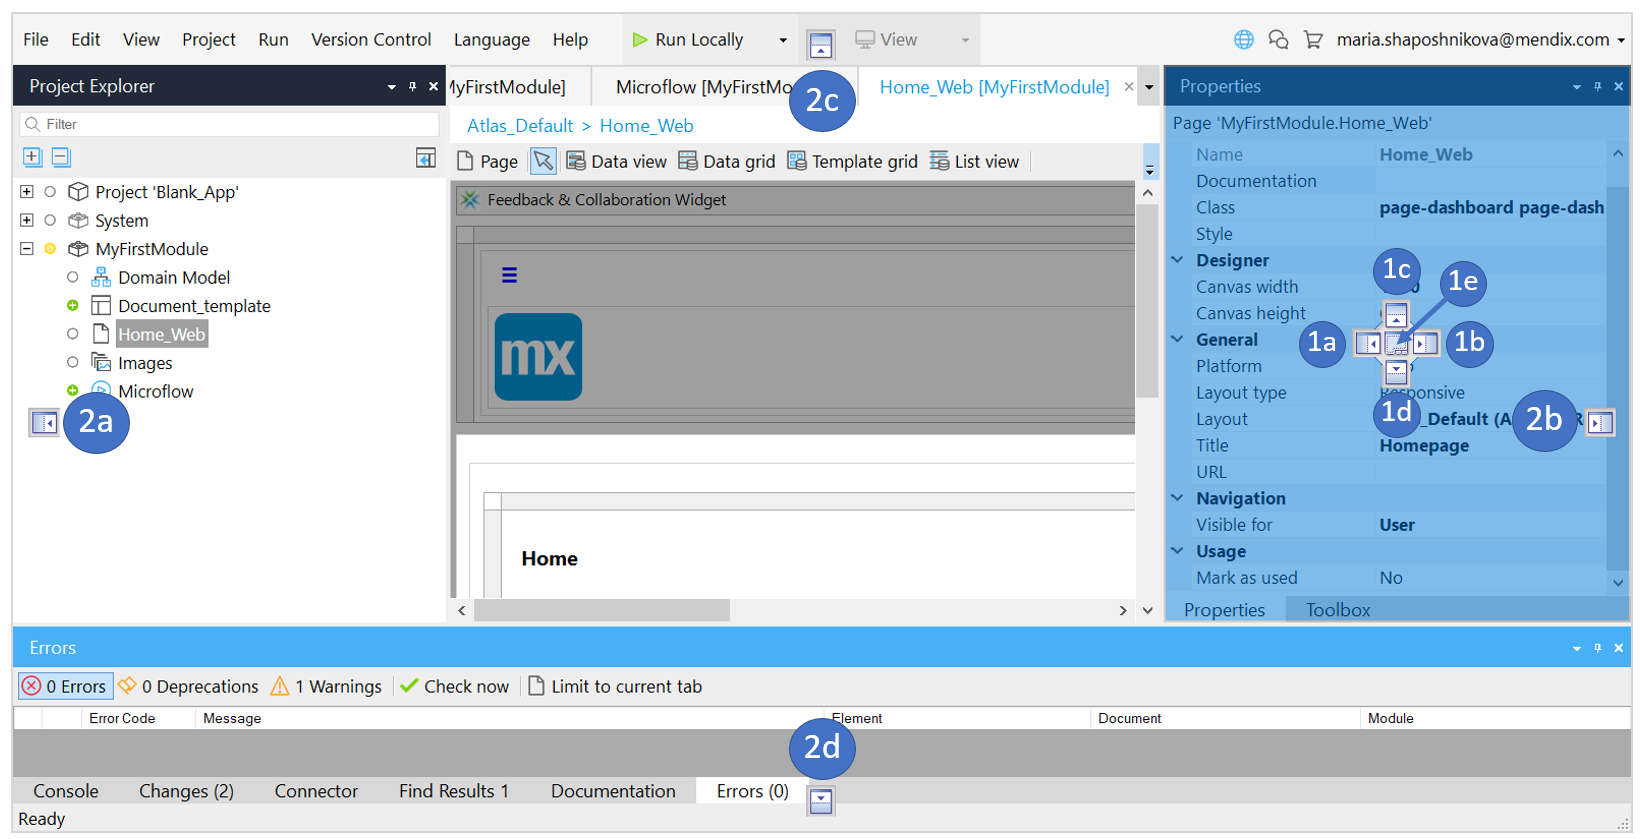 File Edit View Project Run Version Control Language Help Run Locally View maria.shaposhnikova@mendix.com
Project Explorer
Filter
Project 'Blank_App'
System
MyFirstModule
Domain Model
Document_template
Home_Web
Images
Microflow
2a
MyFirstModule] Microflow [MyFirstMo Home_Web [MyFirstModule]
2c
Atlas_Default > Home_Web
Page Data view Data grid Template grid List view
Feedback & Collaboration Widget
mx
Home
Properties
Page 'MyFirstModule.Home_Web'
Name Home_Web
Documentation
Class page-dashboard page-dash
Style
Designer
1c
1e
Canvas width
Canvas height
General
1a
1b
Platform
Layout type Responsive
1d
Layout _Default (A R
2b
Title Homepage
URL
Navigation
Visible for User
Usage
Mark as used No
Properties Toolbox
Errors
0 Errors 0 Deprecations 1 Warnings Check now Limit to current tab
Error Code Message Element Document Module
2d
Console Changes (2) Connector Find Results 1 Documentation Errors (0)
Ready